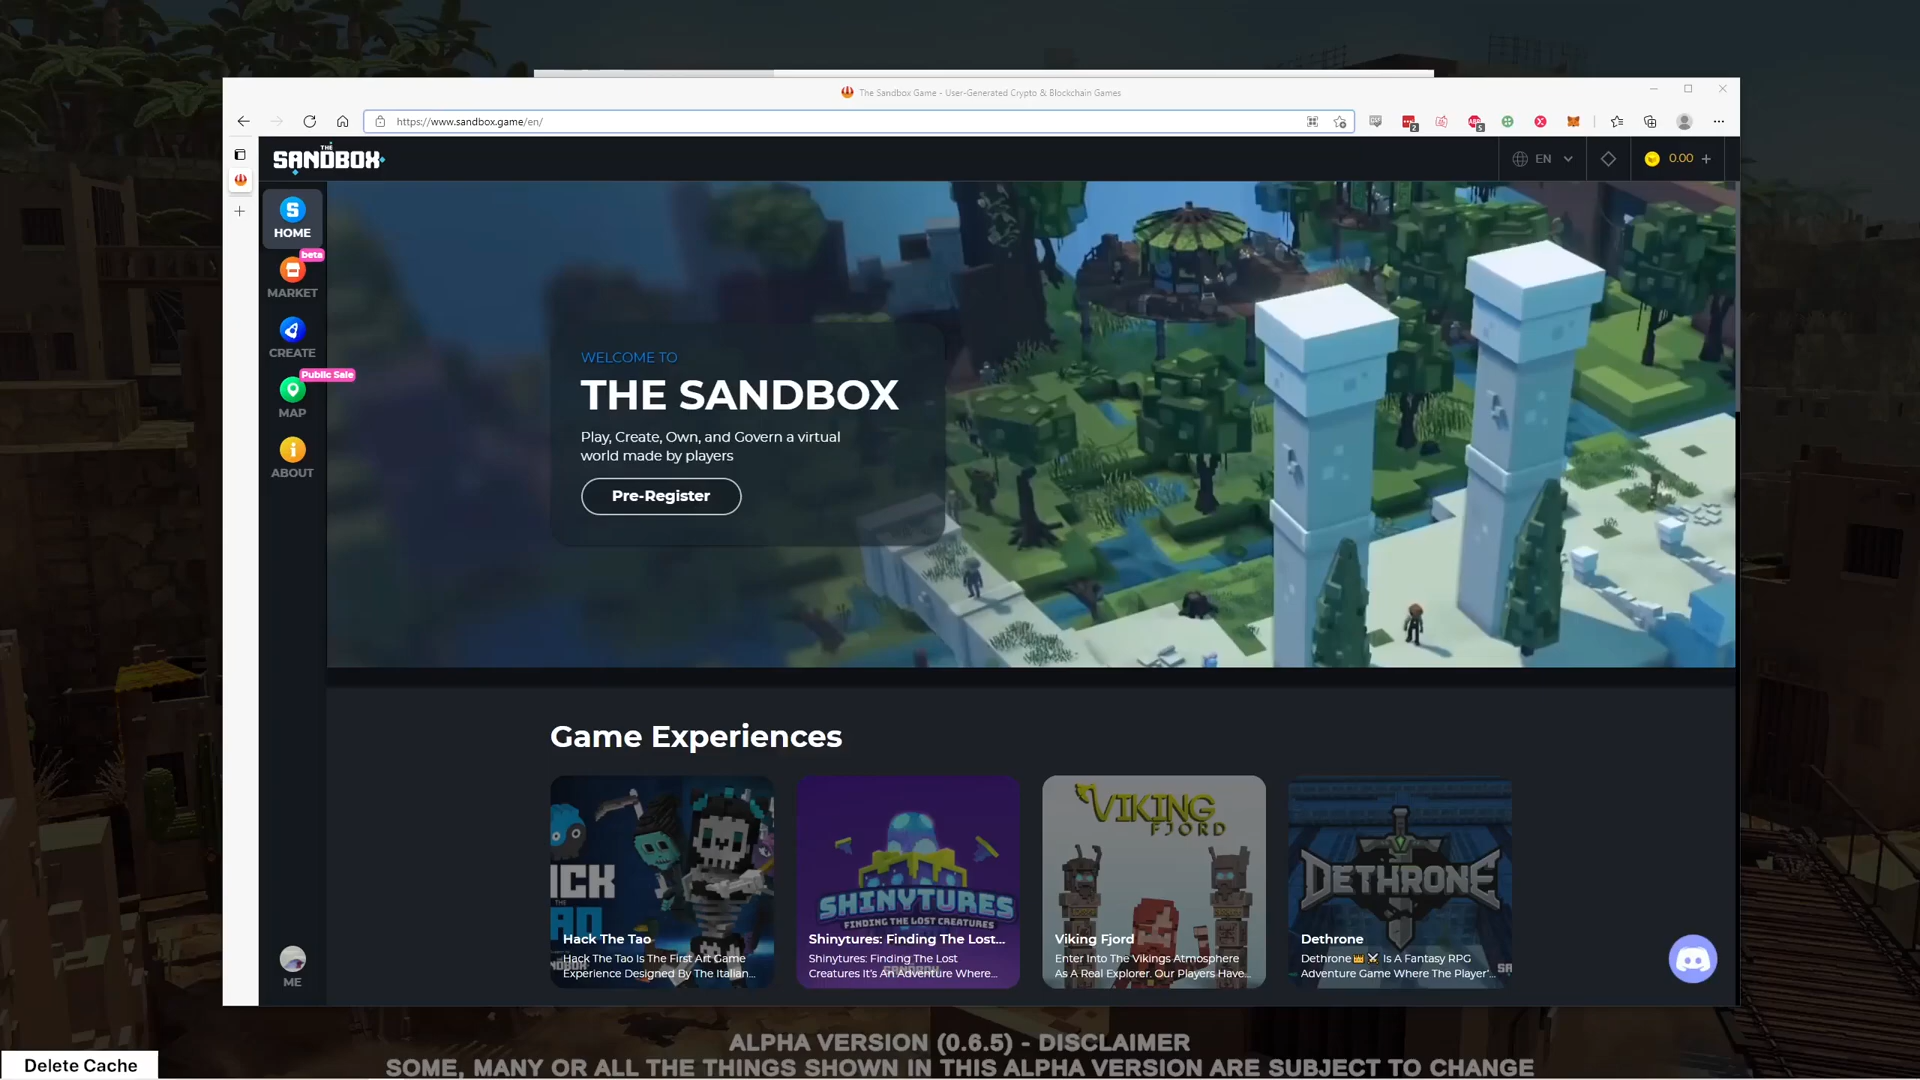 The Sandbox Game - User-Generated Crypto & Blockchain Games
https://www.sandbox.game/en/
2
5
THE
SANDBOX
EN
0.00
HOME
beta
MARKET
CREATE
Public Sale
MAP
ABOUT
ME
WELCOME TO
THE SANDBOX
Play, Create, Own, and Govern a virtual
world made by players
Pre-Register
Game Experiences
Hack The Tao
Hack The Tao Is The First Art Game
Experience Designed By The Italian...
SHINYTURES
FINDING THE LOST CREATURES
Shinytures: Finding The Lost...
Shinytures: Finding The Lost
Creatures It's An Adventure Where...
VIKING
FJORD
Viking Fjord
Enter Into The Vikings Atmosphere
As A Real Explorer. Our Players Have...
DETHRONE
Dethrone
Dethrone👑⚔️ Is A Fantasy RPG
Adventure Game Where The Player'...
ALPHA VERSION (0.6.5) - DISCLAIMER
SOME, MANY OR ALL THE THINGS SHOWN IN THIS ALPHA VERSION ARE SUBJECT TO CHANGE
Delete Cache